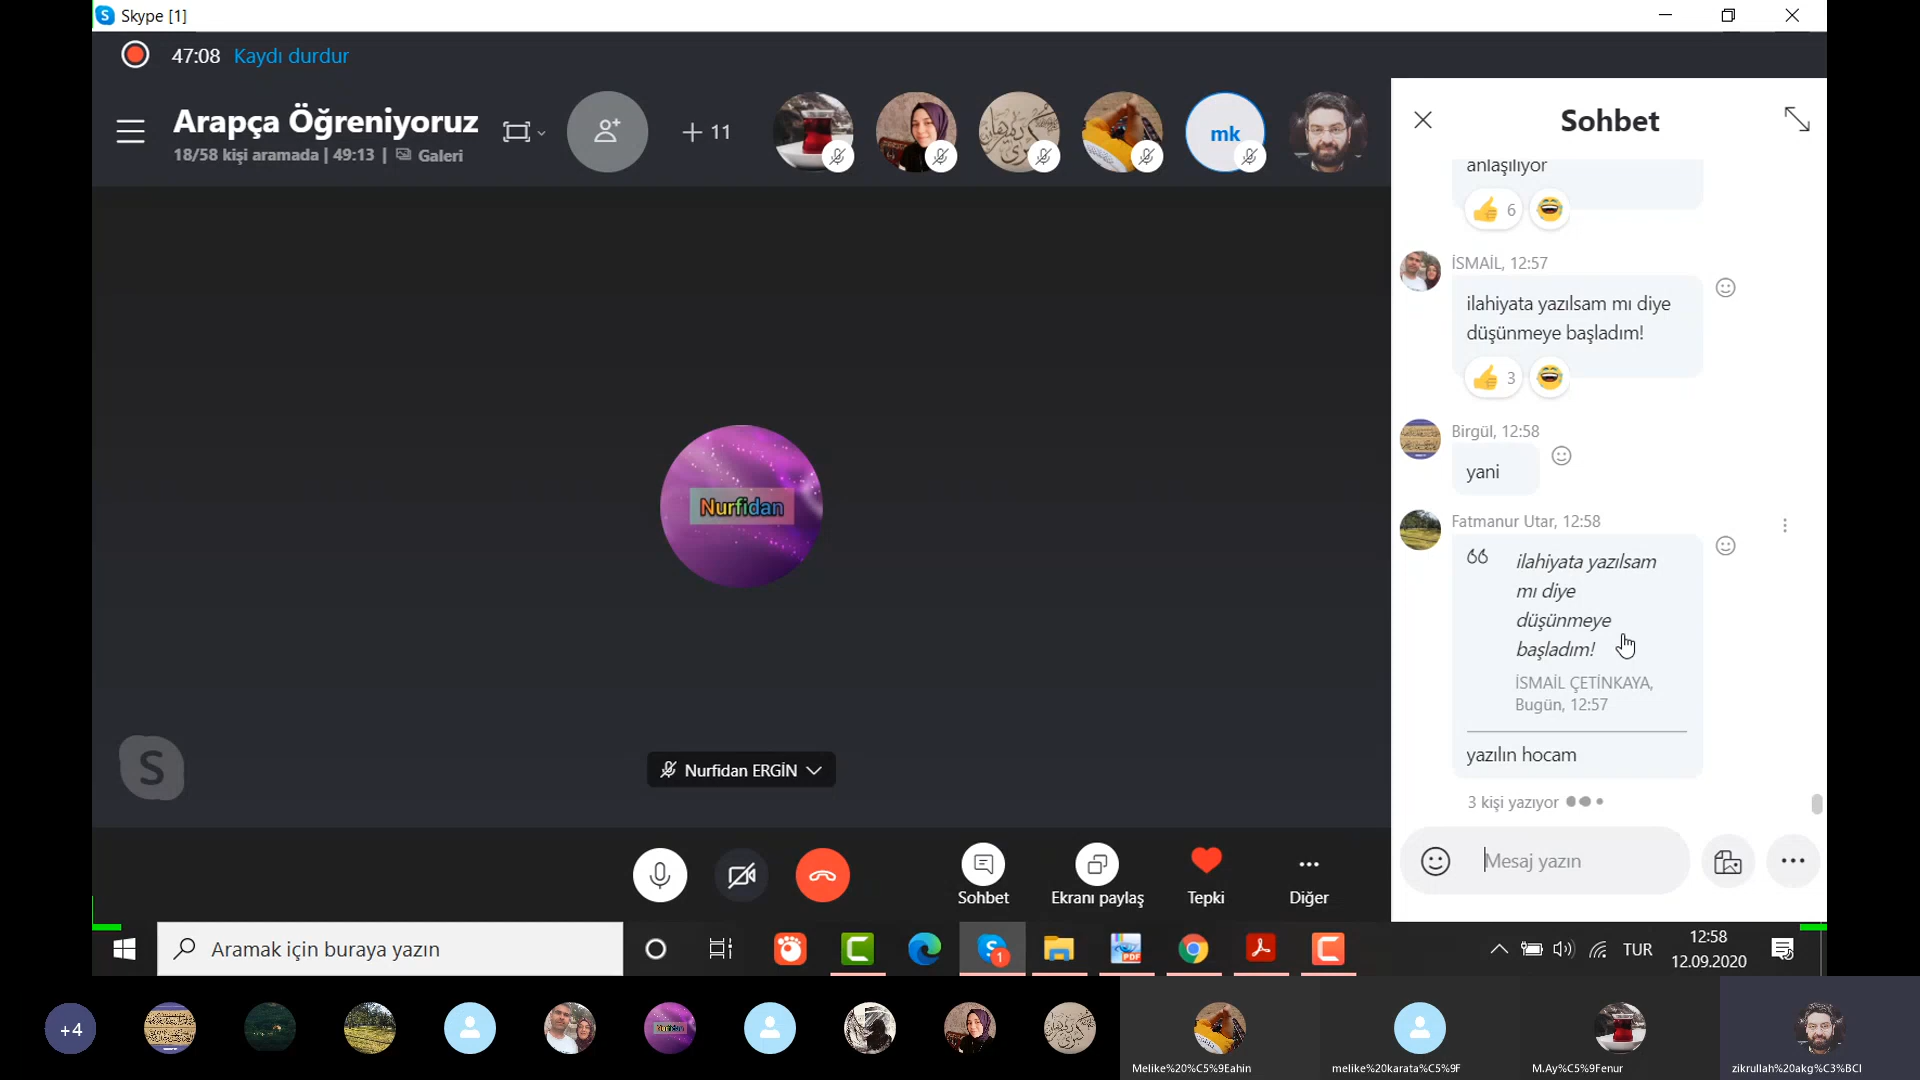 Skype [1]
47:08 Kaydı durdur
Arapça Öğreniyoruz
18/58 kişi aramada | 49:13 | Galeri
+ 11
mk
Sohbet
anlaşılıyor
6
İSMAİL, 12:57
ilahiyata yazılsam mı diye
düşünmeye başladım!
3
Birgül, 12:58
yani
Fatmanur Utar, 12:58
ilahiyata yazılsam
mı diye
düşünmeye
başladım!
İSMAİL ÇETİNKAYA,
Bugün, 12:57
yazılın hocam
3 kişi yazıyor
Mesaj yazın
Nurfidan
S
Nurfidan ERGİN
Sohbet
Ekranı paylaş
Tepki
Diğer
Aramak için buraya yazın
1
PDF
TUR
12:58
12.09.2020
+4
Melike%20%C5%9Eahin
melike%20karata%C5%9F
M.Ay%C5%9Fenur
zikrullah%20akg%C3%BCl